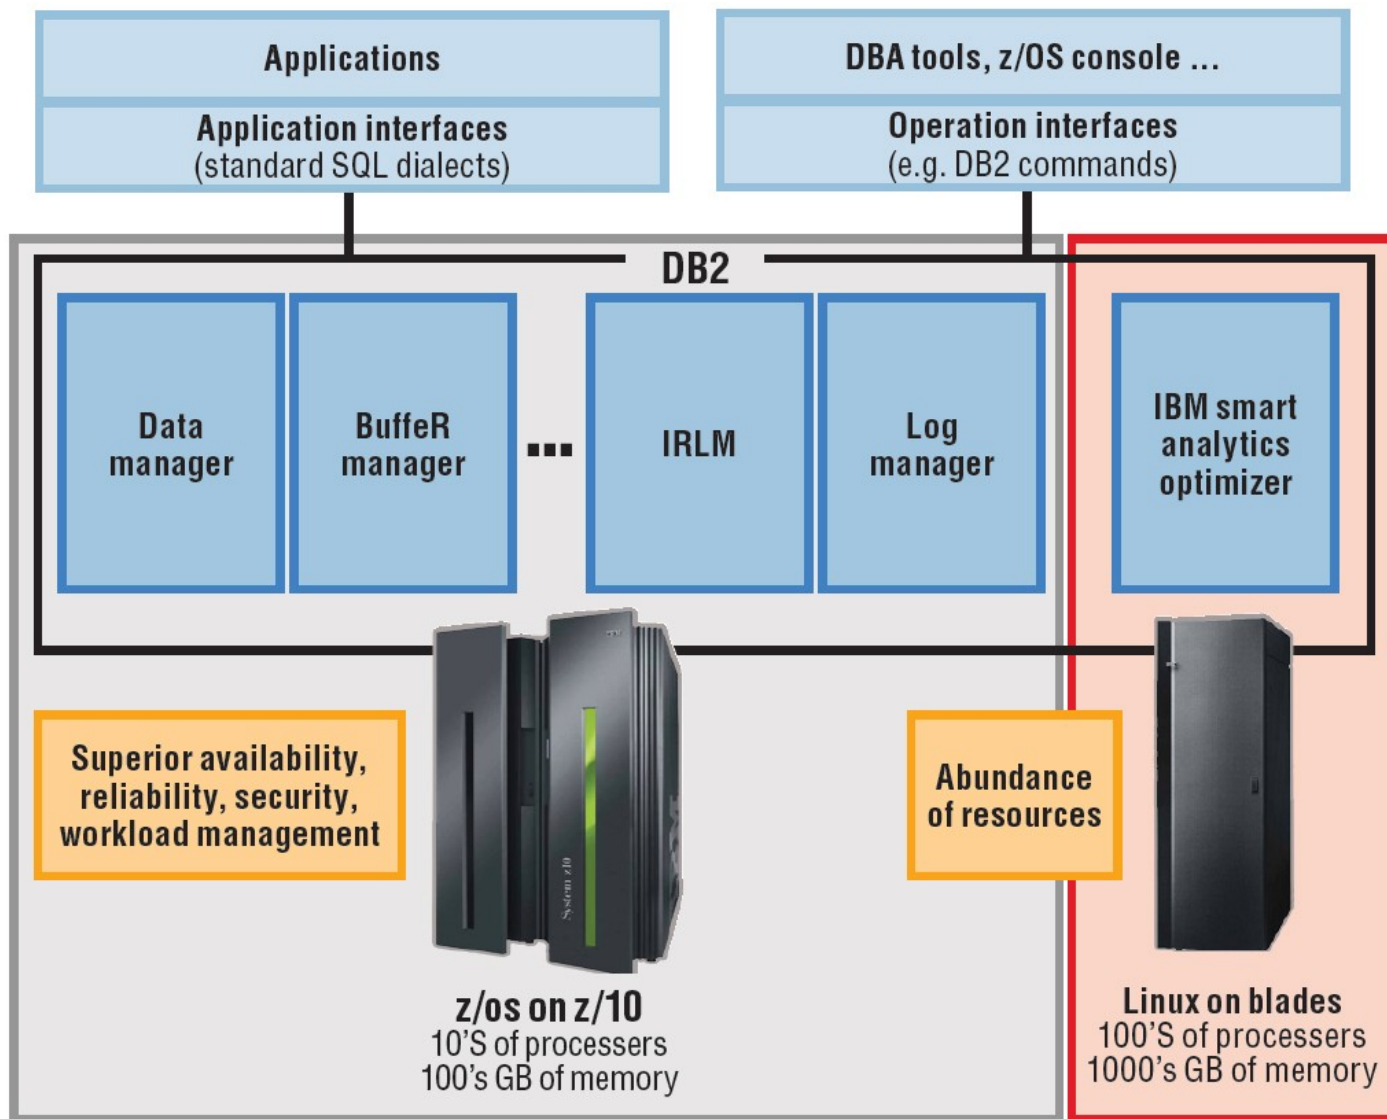 Applications
Application interfaces
(standard SQL dialects)
DBA tools, z/OS console ...
Operation interfaces
(e.g. DB2 commands)
DB2
Data
manager
BuffeR
manager
...
IRLM
Log
manager
IBM smart
analytics
optimizer
Superior availability,
reliability, security,
workload management
System z10
Abundance
of resources
z/os on z/10
10'S of processers
100's GB of memory
Linux on blades
100'S of processers
1000's GB of memory